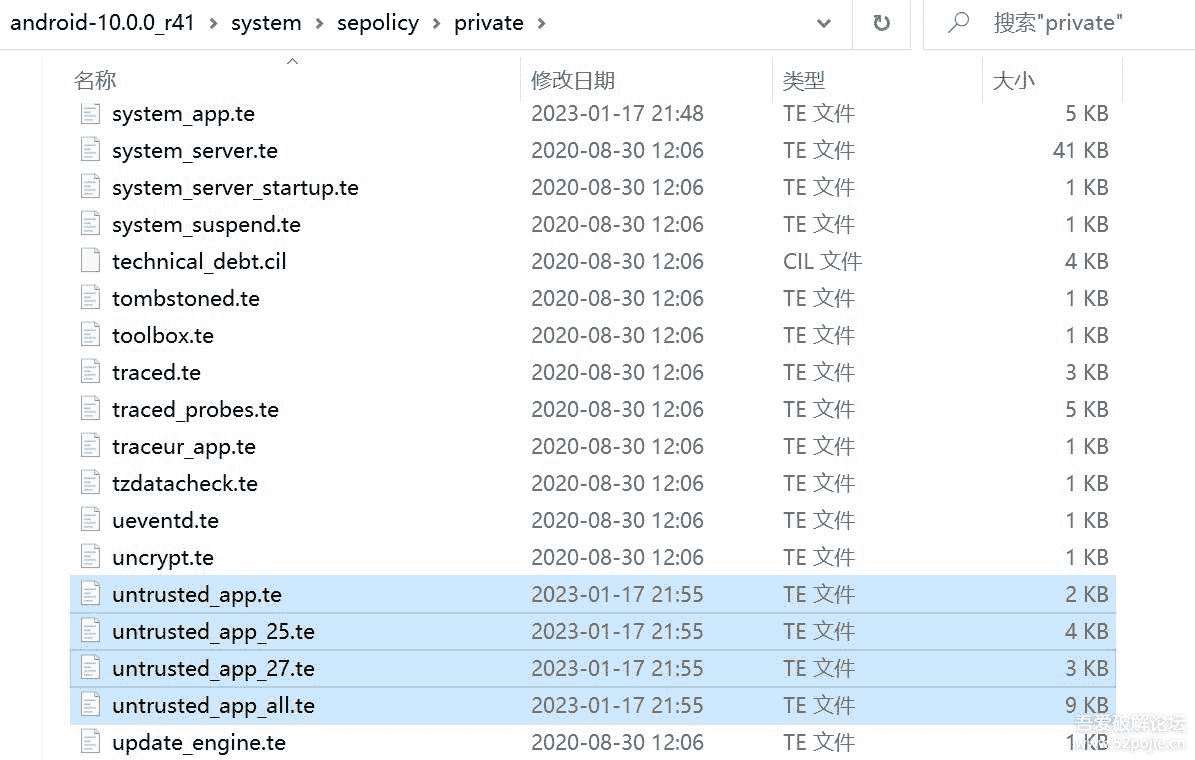 android-10.0.0_r41 > system > sepolicy > private > 搜索"private"
名称 修改日期 类型 大小
system_app.te 2023-01-17 21:48 TE 文件 5 KB
system_server.te 2020-08-30 12:06 TE 文件 41 KB
system_server_startup.te 2020-08-30 12:06 TE 文件 1 KB
system_suspend.te 2020-08-30 12:06 TE 文件 1 KB
technical_debt.cil 2020-08-30 12:06 CIL 文件 4 KB
tombstoned.te 2020-08-30 12:06 TE 文件 1 KB
toolbox.te 2020-08-30 12:06 TE 文件 1 KB
traced.te 2020-08-30 12:06 TE 文件 3 KB
traced_probes.te 2020-08-30 12:06 TE 文件 5 KB
traceur_app.te 2020-08-30 12:06 TE 文件 1 KB
tzdatacheck.te 2020-08-30 12:06 TE 文件 1 KB
ueventd.te 2020-08-30 12:06 TE 文件 1 KB
uncrypt.te 2020-08-30 12:06 TE 文件 1 KB
untrusted_app.te 2023-01-17 21:55 TE 文件 2 KB
untrusted_app_25.te 2023-01-17 21:55 TE 文件 4 KB
untrusted_app_27.te 2023-01-17 21:55 TE 文件 3 KB
untrusted_app_all.te 2023-01-17 21:55 TE 文件 9 KB
吾爱破解论坛
update_engine.te 2020-08-30 12:06 TE 文件 1 KB
www.52pojie.cn